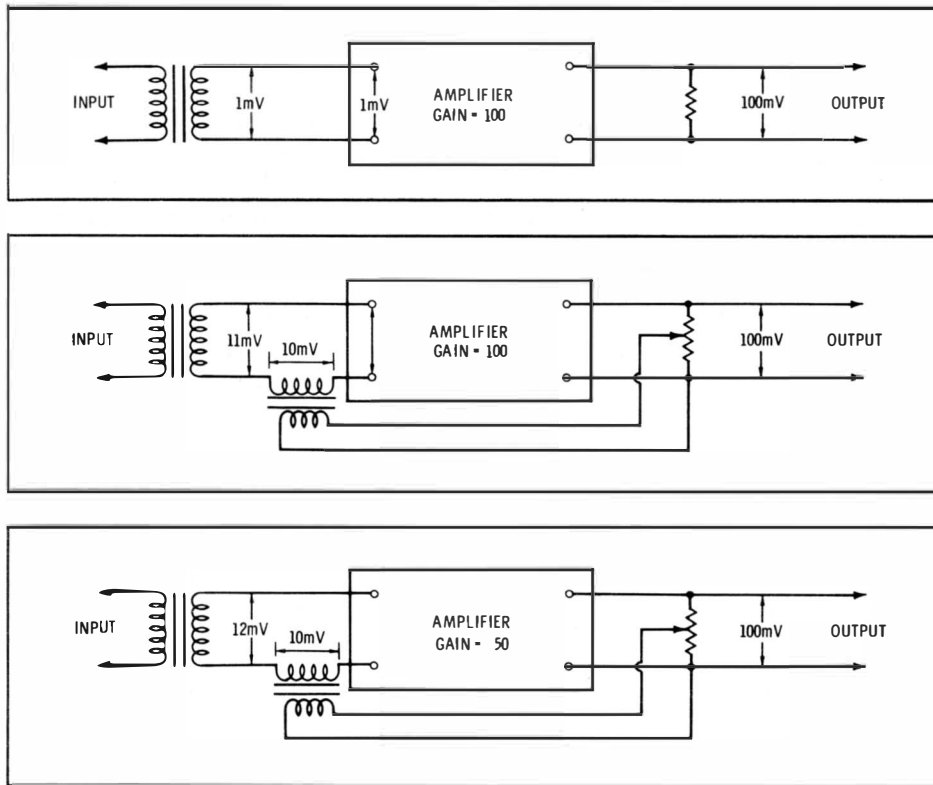 INPUT
1mV
1mV
AMPLIFIER
GAIN = 100
100mV
OUTPUT
INPUT
11mV
10mV
AMPLIFIER
GAIN = 100
100mV
OUTPUT
INPUT
12mV
10mV
AMPLIFIER
GAIN = 50
100mV
OUTPUT